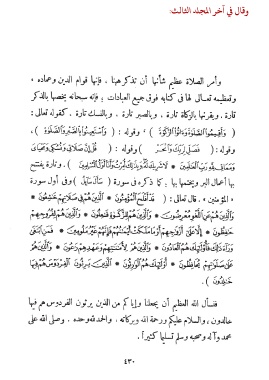 وقال في آخر المجلد الثالث:
وأمر الصلاة عظيم شأنها أن تذكر ههنا . فإنها قوام الدين وعماده .
وتعظيمه تعالى لها في كتابه فوق جميع العبادات ؛ فإنه سبحانه يخصها بالذكر
تارة . ويقرنها بالزكاة تارة . وبالصبر تارة . وبالنسك تارة . كقوله تعالى :
( وَأَقِيمُوا الصَّلَوٰةَ وَآتُوا الزَّكَوٰةَ ) ، وقوله : ( وَاسْتَعِينُوا بِالصَّبْرِ وَالصَّلَوٰةِ ) ،
وقوله : ( فَصَلِّ لِرَبِّكَ وَانْحَرْ ) وقوله : ( قُلْ إِنَّ صَلَاتِي وَنُسُكِي وَمَحْيَايَ
وَمَمَاتِي لِلَّهِ رَبِّ الْعَالَمِينَ * لَا شَرِيكَ لَهُ وَبِذَٰلِكَ أُمِرْتُ وَأَنَا أَوَّلُ الْمُسْلِمِينَ ) . وتارة يفتتح
بها أعمال البر ويختمها بها ؛ كما ذكره في سورة ( سَأَلَ سَائِلٌ ) وفي أول سورة
« المؤمنين » . قال تعالى : ( قَدْ أَفْلَحَ الْمُؤْمِنُونَ * الَّذِينَ هُمْ فِي صَلَاتِهِمْ خَاشِعُونَ *
وَالَّذِينَ هُمْ عَنِ اللَّغْوِ مُعْرِضُونَ * وَالَّذِينَ هُمْ لِلزَّكَوٰةِ فَاعِلُونَ * وَالَّذِينَ هُمْ لِفُرُوجِهِمْ
حَافِظُونَ * إِلَّا عَلَىٰ أَزْوَاجِهِمْ أَوْ مَا مَلَكَتْ أَيْمَانُهُمْ فَإِنَّهُمْ غَيْرُ مَلُومِينَ * فَمَنِ ابْتَغَىٰ
وَرَاءَ ذَٰلِكَ فَأُولَٰئِكَ هُمُ الْعَادُونَ * وَالَّذِينَ هُمْ لِأَمَانَاتِهِمْ وَعَهْدِهِمْ رَاعُونَ * وَالَّذِينَ هُمْ
عَلَىٰ صَلَوَاتِهِمْ يُحَافِظُونَ * أُولَٰئِكَ هُمُ الْوَارِثُونَ * الَّذِينَ يَرِثُونَ الْفِرْدَوْسَ هُمْ فِيهَا
خَالِدُونَ ) .
فنسأل الله العظيم أن يجعلنا وإياكم من الذين يرثون الفردوس هم فيها
خالدون ، والسلام عليكم ورحمة الله وبركاته . والحمد لله وحده . وصلى الله على
محمد وآله وصحبه وسلم تسليما كثيرا .
٤٣٠